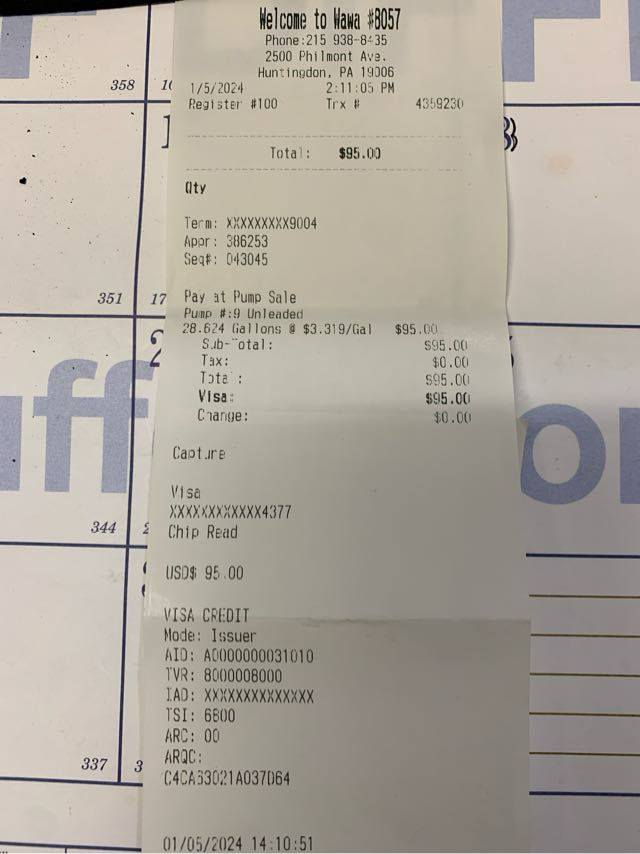 Welcome to Wawa #8057
Phone:215 938-8435
2500 Philmont Ave.
Huntingdon, PA 19006
1/5/2024 2:11:05 PM
Register #100 Trx # 4359230
Total: $95.00
Qty
Term: XXXXXXXXX9004
Appr: 386253
Seq#: 043045
Pay at Pump Sale
Pump #:9 Unleaded
28.624 Gallons @ $3.319/Gal $95.00
Sub-Total: $95.00
Tax: $0.00
Total: $95.00
Visa: $95.00
Change: $0.00
Capture
Visa
XXXXXXXXXXXX4377
Chip Read
USD$ 95.00
VISA CREDIT
Mode: Issuer
AID: A0000000031010
TVR: 8000008000
IAD: XXXXXXXXXXXXXX
TSI: 6800
ARC: 00
ARQC:
C4CA63021A037D64
01/05/2024 14:10:51
358
351
17
uff
on
344
337